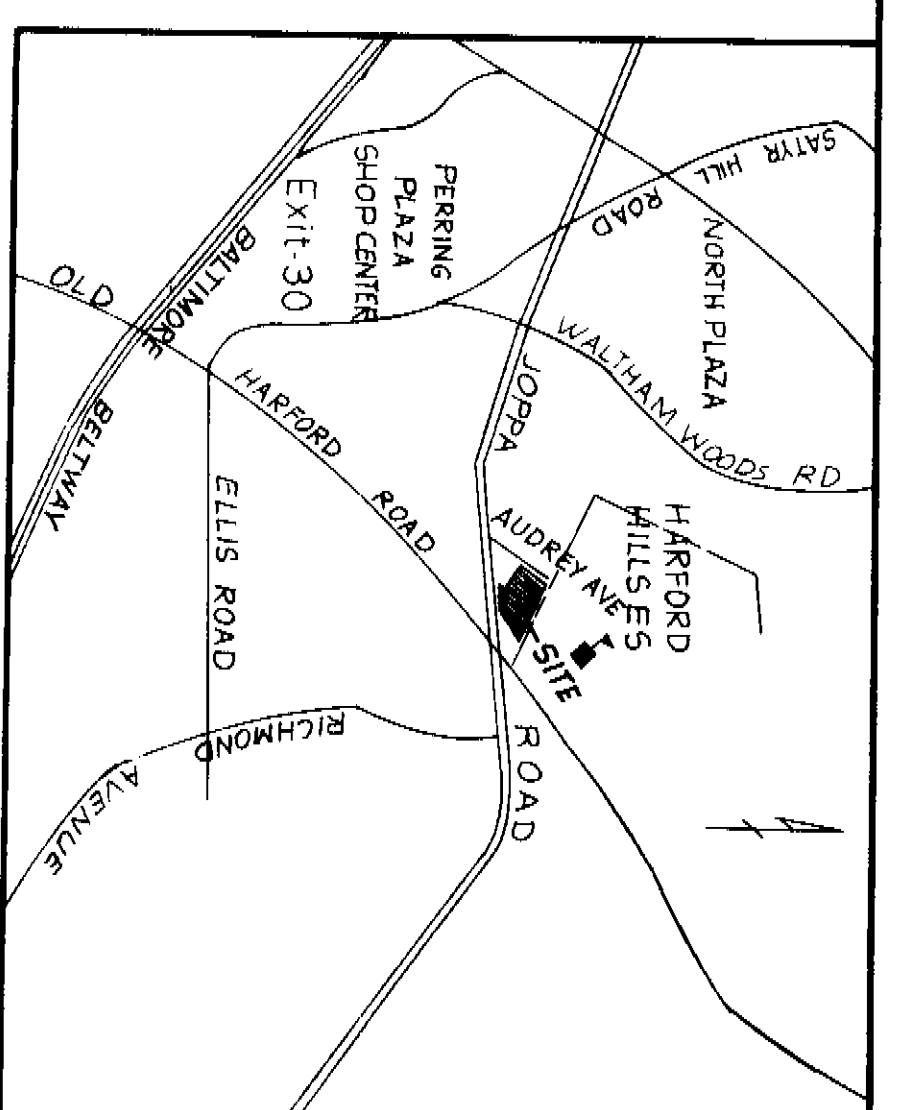 SATYR HILL
ROAD
NORTH PLAZA
PERRING
PLAZA
SHOP CENTER
Exit-30
BALTIMORE
BELTWAY
OLD
HARFORD
ROAD
WALTHAM WOODS RD
JOPPA
ROAD
HARFORD
HILLS ES
AUDREY AVE
SITE
ELLIS ROAD
RICHMOND
AVENUE